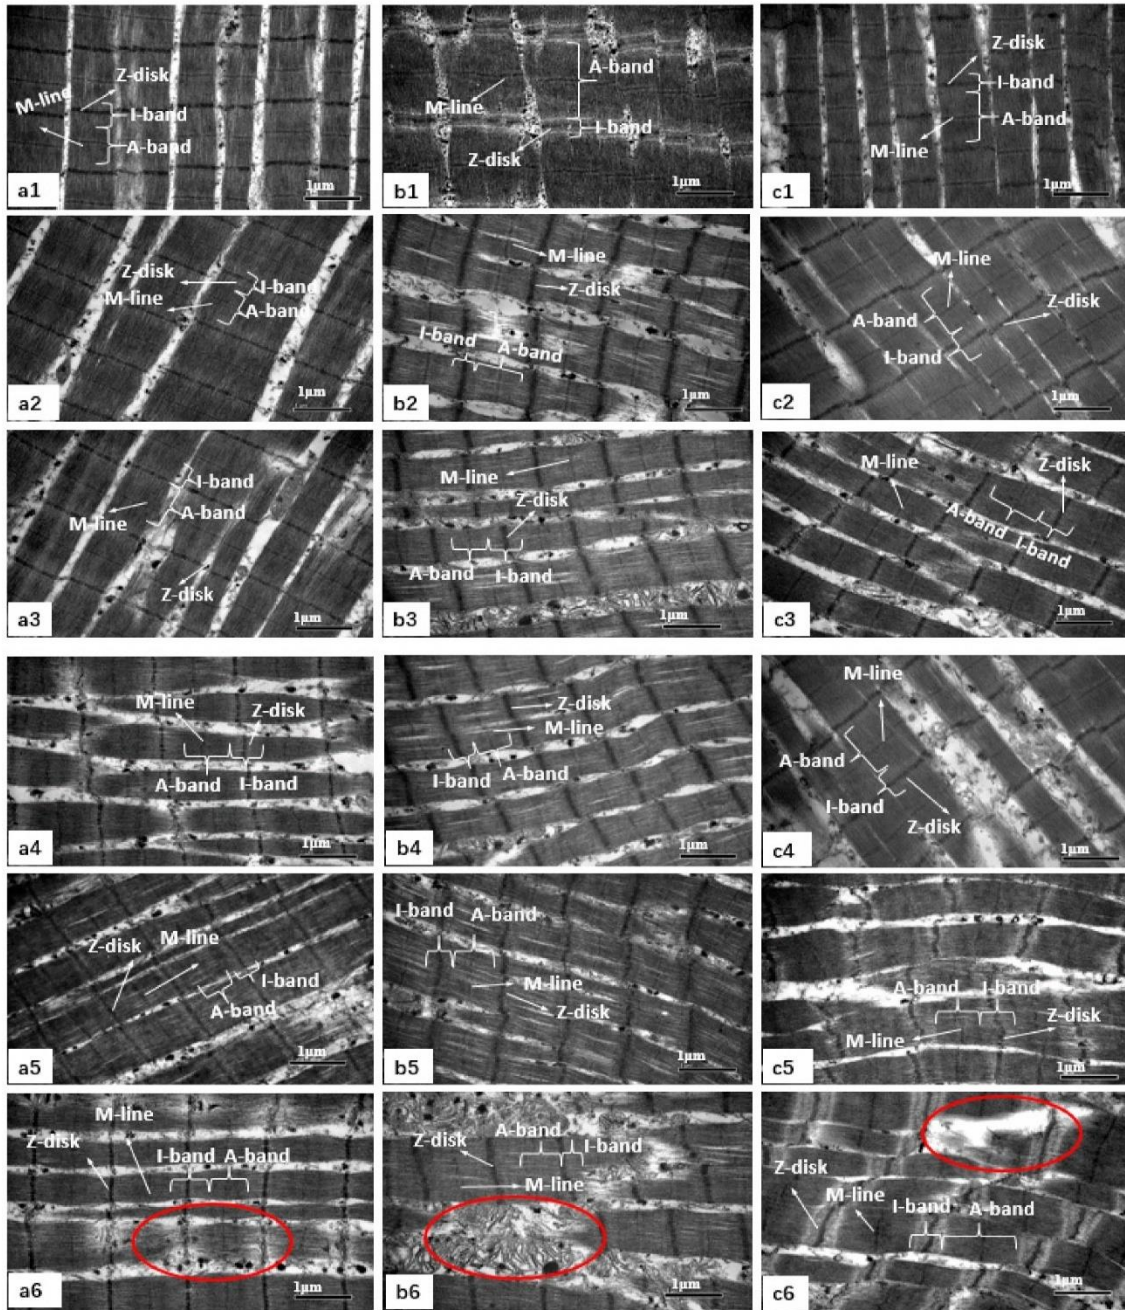 Z-disk
M-line
I-band
A-band
1μm
a1
A-band
M-line
I-band
Z-disk
1μm
b1
Z-disk
I-band
A-band
M-line
1μm
c1
Z-disk
I-band
M-line
A-band
1μm
a2
M-line
Z-disk
I-band
A-band
1μm
b2
M-line
Z-disk
A-band
I-band
1μm
c2
I-band
M-line
A-band
Z-disk
1μm
a3
M-line
Z-disk
A-band
I-band
1μm
b3
M-line
Z-disk
A-band
I-band
1μm
c3
M-line
Z-disk
A-band
I-band
1μm
a4
Z-disk
M-line
I-band
A-band
1μm
b4
M-line
A-band
I-band
Z-disk
1μm
c4
M-line
Z-disk
I-band
A-band
1μm
a5
I-band
A-band
M-line
Z-disk
1μm
b5
A-band
I-band
Z-disk
M-line
1μm
c5
M-line
Z-disk
I-band
A-band
1μm
a6
A-band
Z-disk
I-band
M-line
1μm
b6
Z-disk
M-line
I-band
A-band
1μm
c6